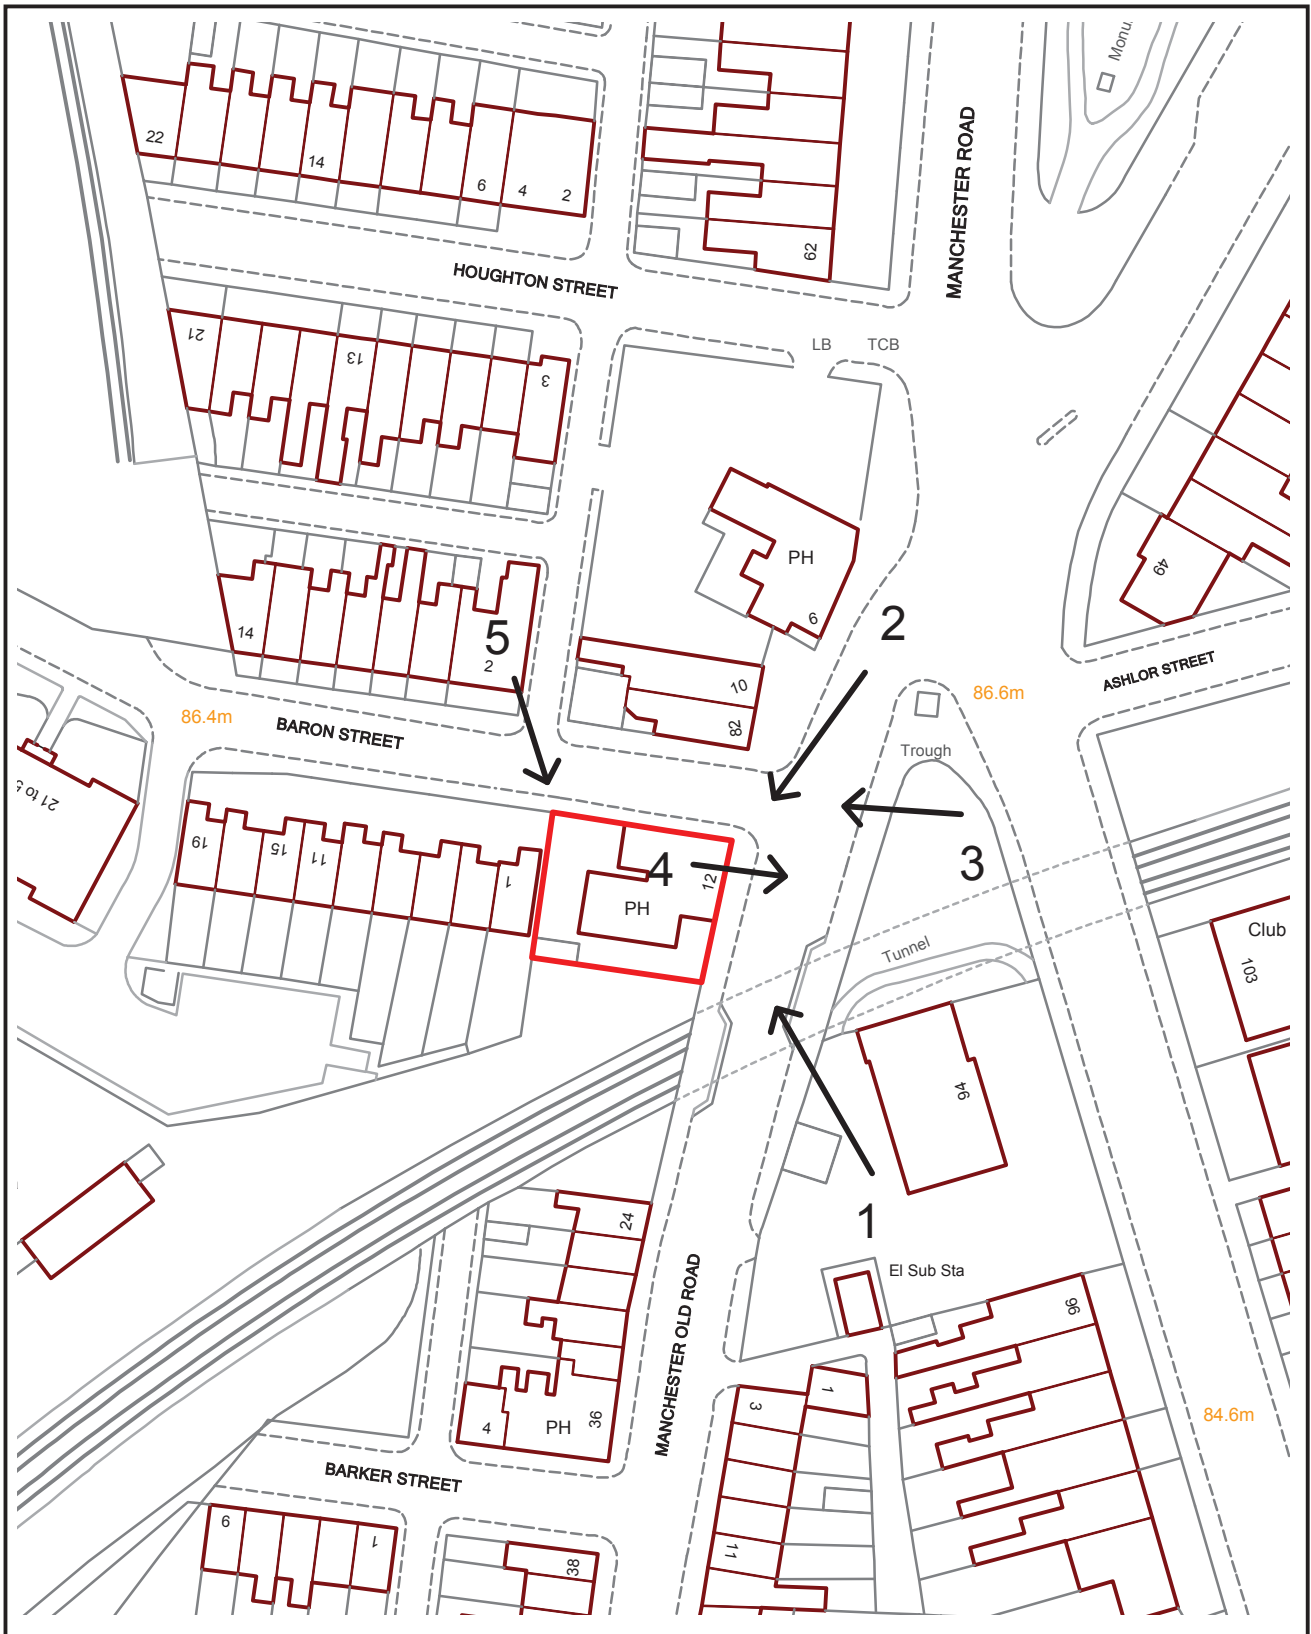 Monu
22
14
6
4
2
62
MANCHESTER ROAD
HOUGHTON STREET
21
13
3
LB
TCB
PH
6
49
14
5
2
2
10
82
ASHLOR STREET
86.6m
86.4m
BARON STREET
Trough
21 to 5
19
15
11
1
4
12
PH
3
Tunnel
Club
103
94
1
24
El Sub Sta
MANCHESTER OLD ROAD
96
1
3
4
PH
36
84.6m
BARKER STREET
6
1
38
11